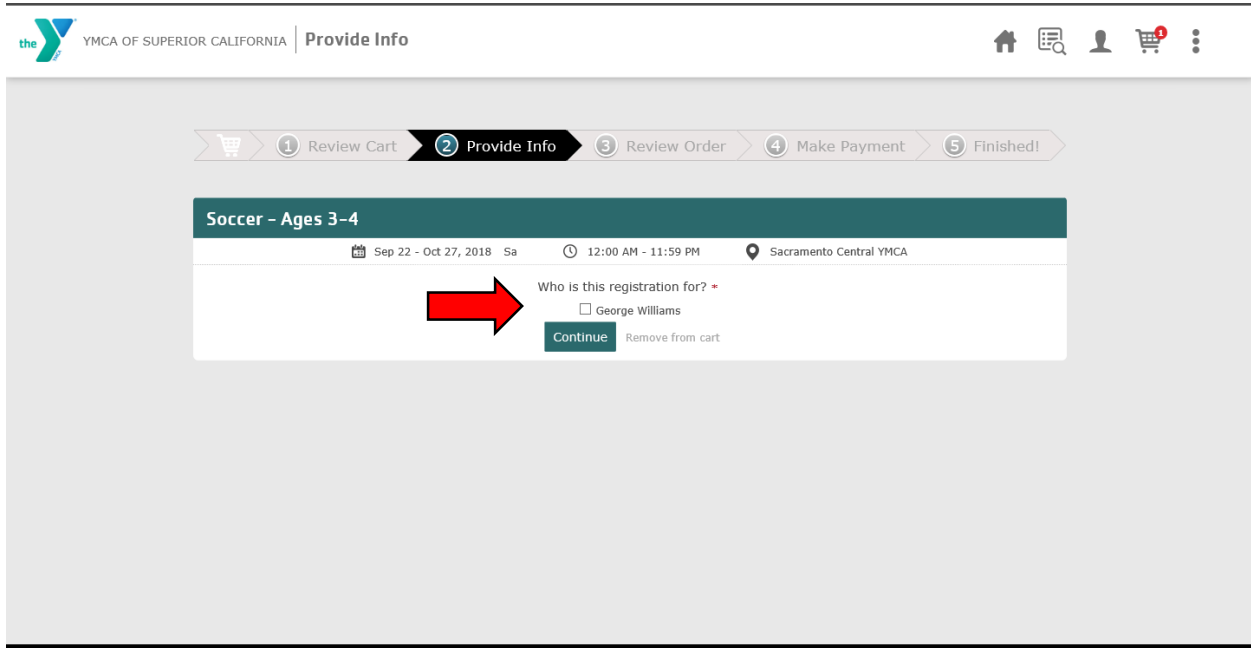 the YMCA OF SUPERIOR CALIFORNIA Provide Info 1
1 Review Cart 2 Provide Info 3 Review Order 4 Make Payment 5 Finished!
Soccer – Ages 3-4
Sep 22 - Oct 27, 2018 Sa 12:00 AM - 11:59 PM Sacramento Central YMCA
Who is this registration for? *
George Williams
Continue Remove from cart